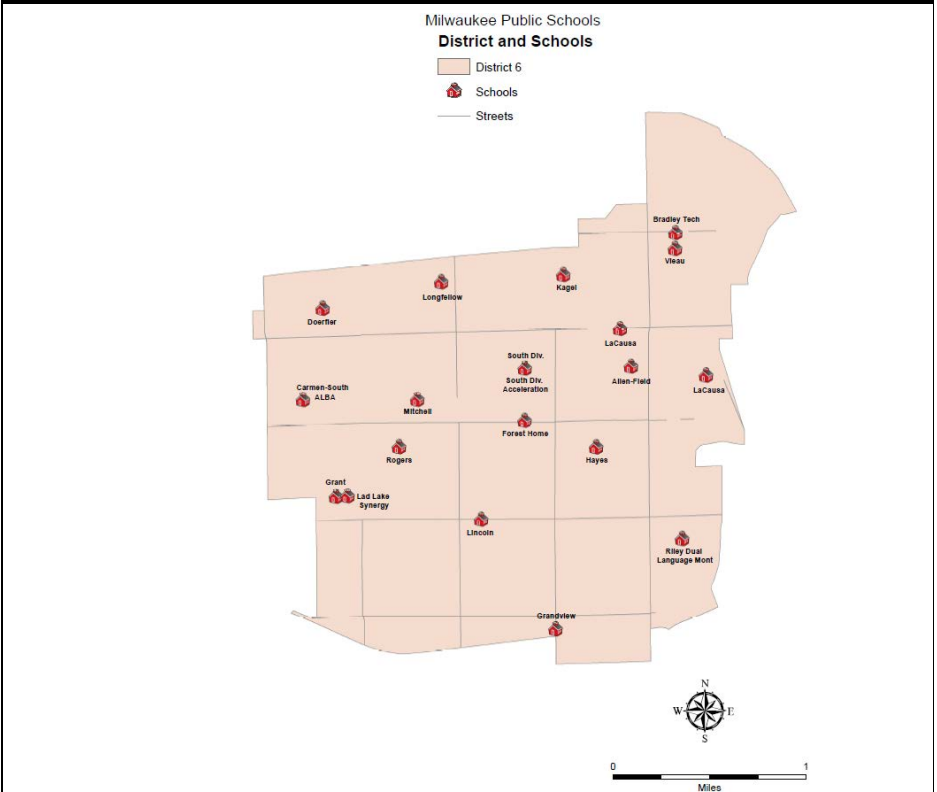 Milwaukee Public Schools
District and Schools
District 6
Schools
Streets
Bradley Tech
Vieau
Kagel
Longfellow
Doerfler
LaCausa
South Div.
South Div.
Acceleration
Allen-Field
LaCausa
Carmen-South
ALBA
Mitchell
Forest Home
Rogers
Hayes
Grant
Lad Lake
Synergy
Lincoln
Riley Dual
Language Mont
Grandview
N
W
E
S
0
1
Miles